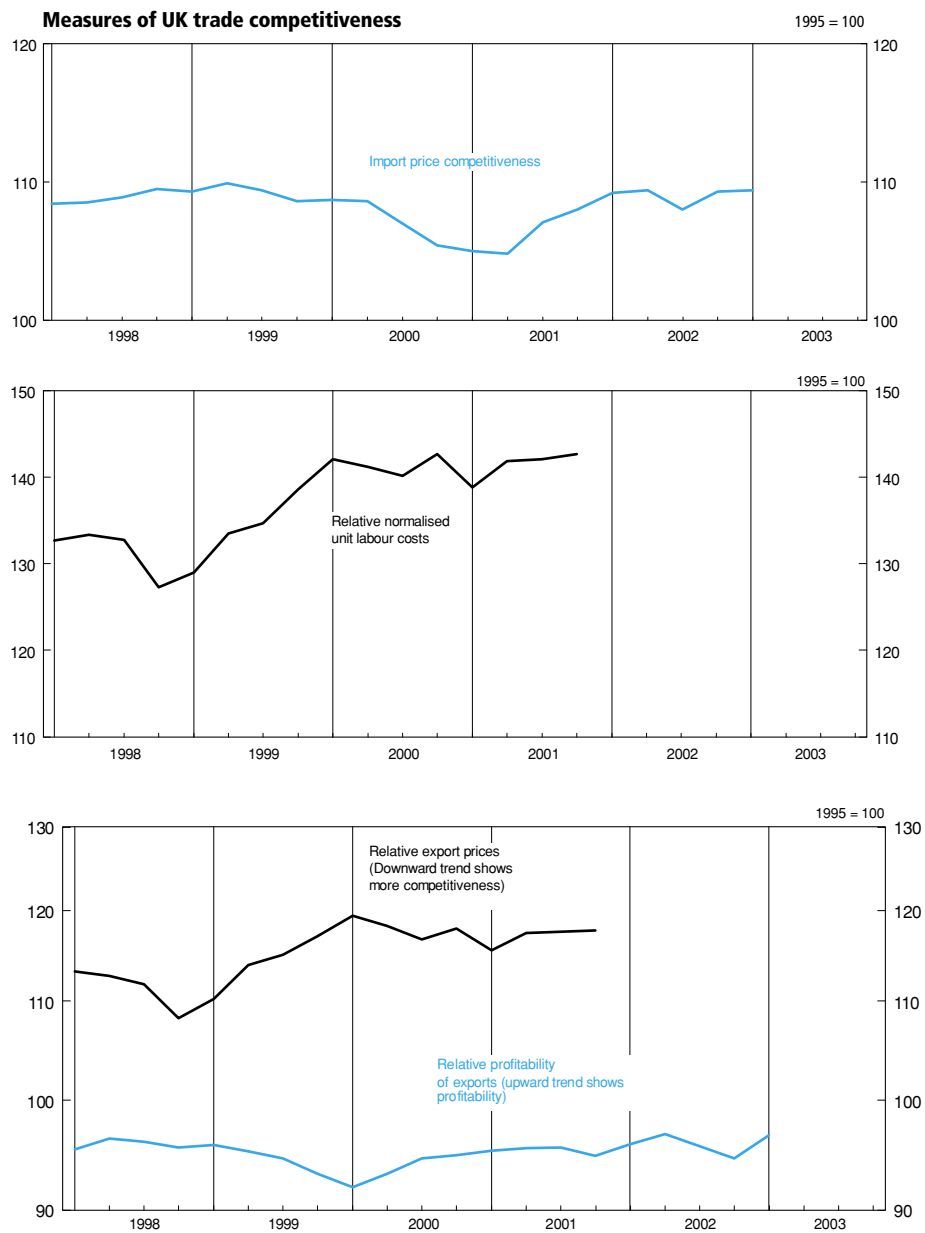 Measures of UK trade competitiveness
1995 = 100
120 120
Import price competitiveness
110 110
100 100
1998 1999 2000 2001 2002 2003
1995 = 100
150 150
140 140
Relative normalised
unit labour costs
130 130
120 120
110 110
1998 1999 2000 2001 2002 2003
1995 = 100
130 130
Relative export prices
(Downward trend shows
more competitiveness)
120 120
110 110
Relative profitability
of exports (upward trend shows
profitability)
100 100
90 90
1998 1999 2000 2001 2002 2003